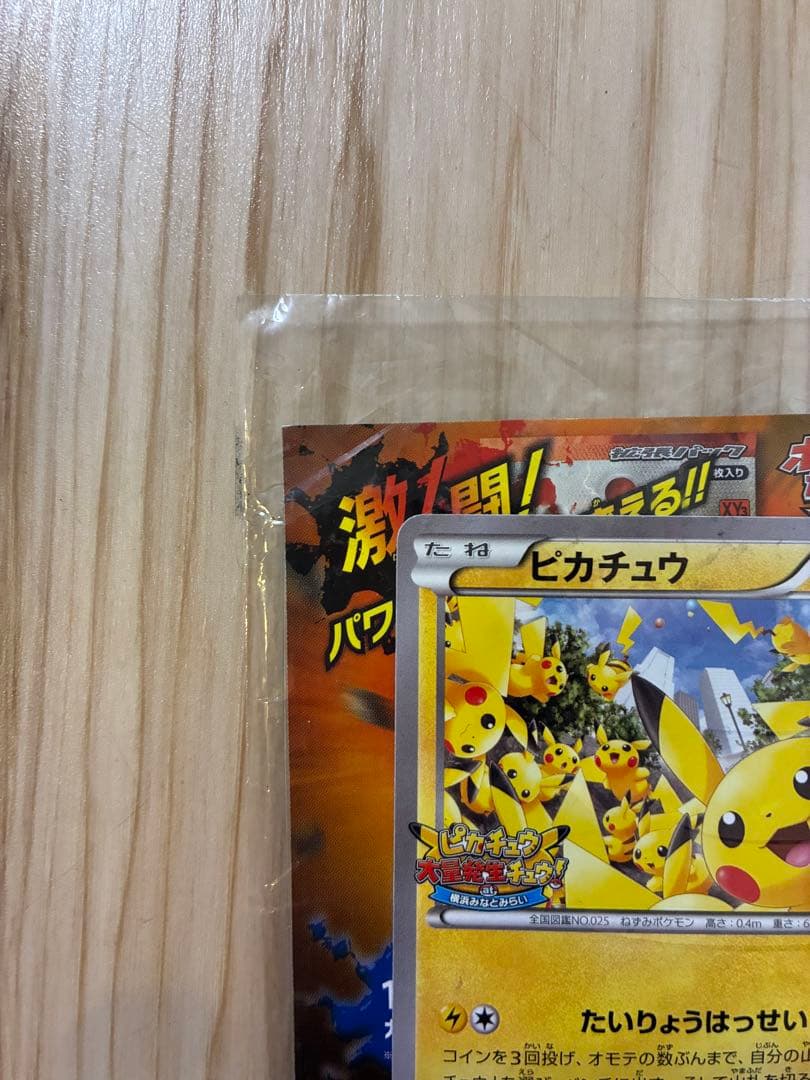 拡張パック
枚入り
激闘!
える!!
XY3
パワ
たね
ピカチュウ
ピカチュウ
大量発生チュウ!
at
横浜みなとみらい
全国図鑑NO.025 ねずみポケモン 高さ:0.4m 重さ:6
たいりょうはっせい
コインを3回投げ、オモテの数ぶんまで、自分の山